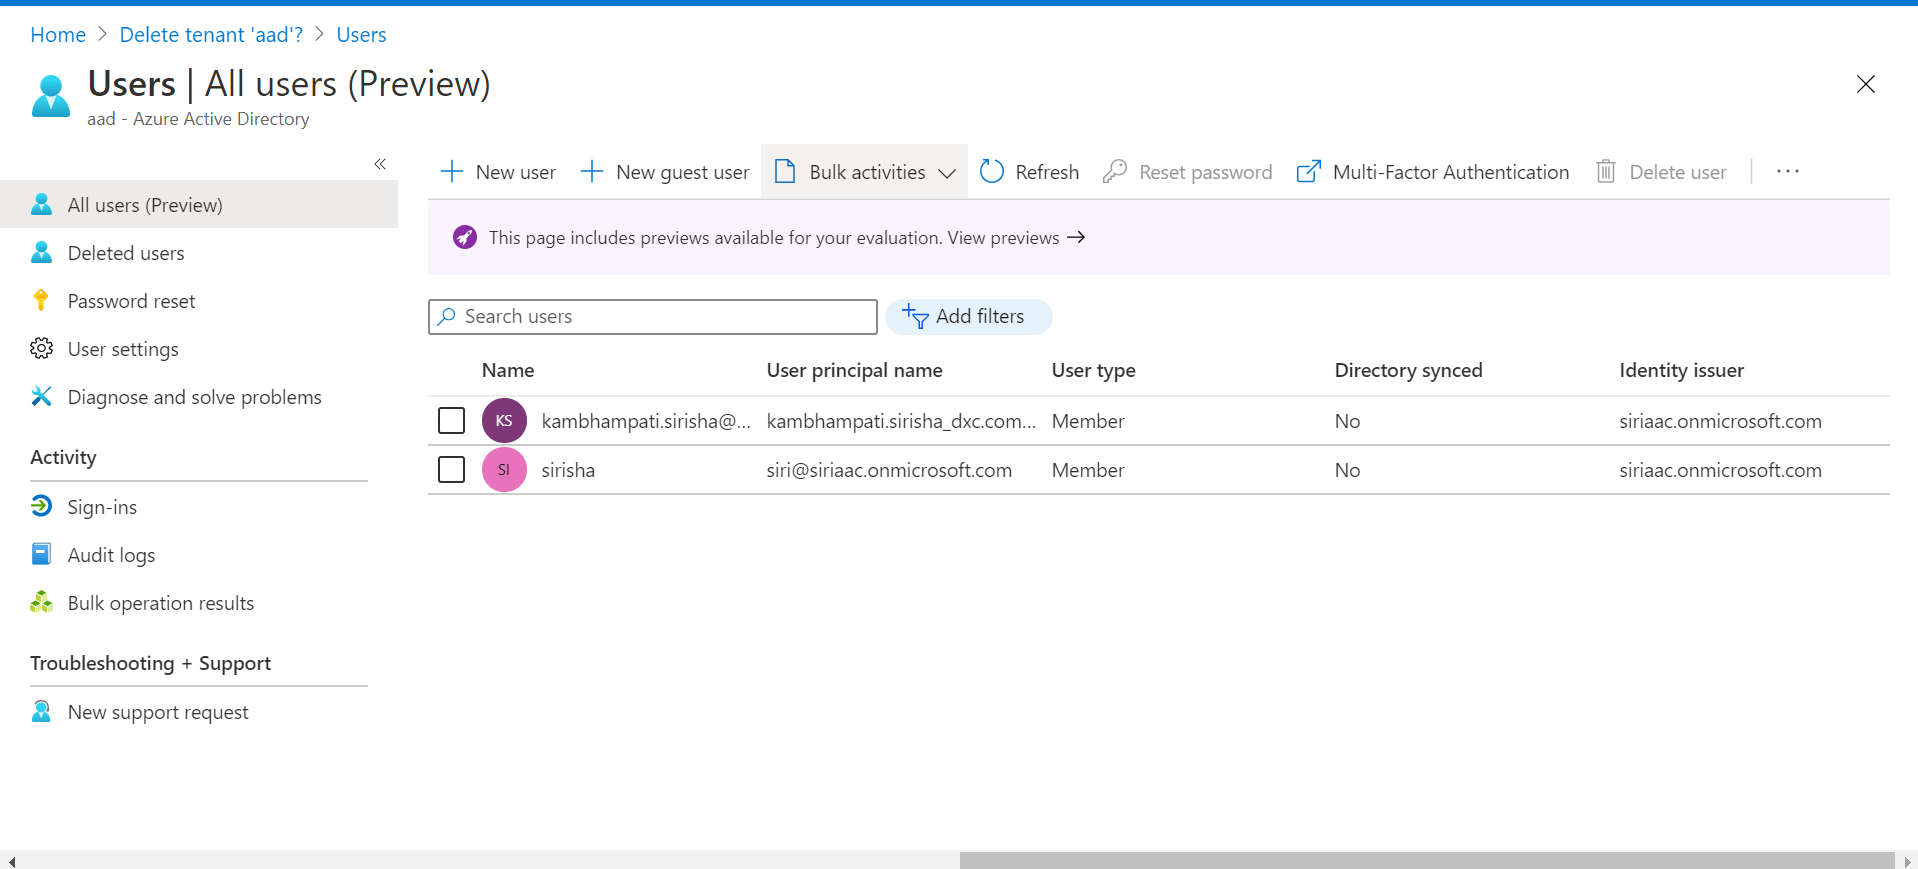 Home > Delete tenant 'aad'? > Users
Users | All users (Preview)
aad - Azure Active Directory
«
All users (Preview)
Deleted users
Password reset
User settings
Diagnose and solve problems
Activity
Sign-ins
Audit logs
Bulk operation results
Troubleshooting + Support
New support request
New user New guest user Bulk activities Refresh Reset password Multi-Factor Authentication Delete user ...
This page includes previews available for your evaluation. View previews →
Search users Add filters
Name User principal name User type Directory synced Identity issuer
KS kambhampati.sirisha@... kambhampati.sirisha_dxc.com... Member No siriaac.onmicrosoft.com
SI sirisha siri@siriaac.onmicrosoft.com Member No siriaac.onmicrosoft.com